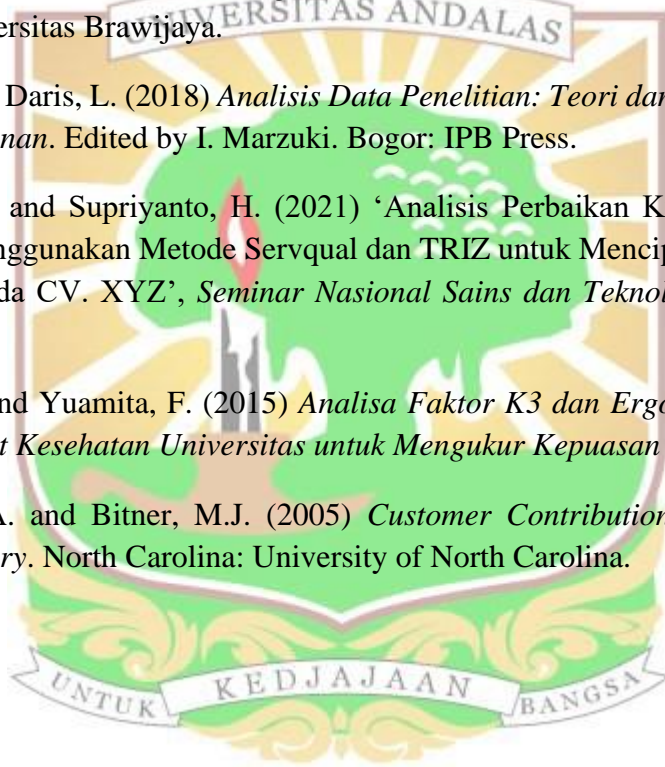 UNIVERSITAS ANDALAS
ersitas Brawijaya.
Daris, L. (2018) Analisis Data Penelitian: Teori dan
nan. Edited by I. Marzuki. Bogor: IPB Press.
and Supriyanto, H. (2021) ‘Analisis Perbaikan K
nggunakan Metode Servqual dan TRIZ untuk Mencip
da CV. XYZ’, Seminar Nasional Sains dan Teknol
nd Yuamita, F. (2015) Analisa Faktor K3 dan Ergo
t Kesehatan Universitas untuk Mengukur Kepuasan
A. and Bitner, M.J. (2005) Customer Contribution
ry. North Carolina: University of North Carolina.
UNTUK KEDJAJAAN BANGSA